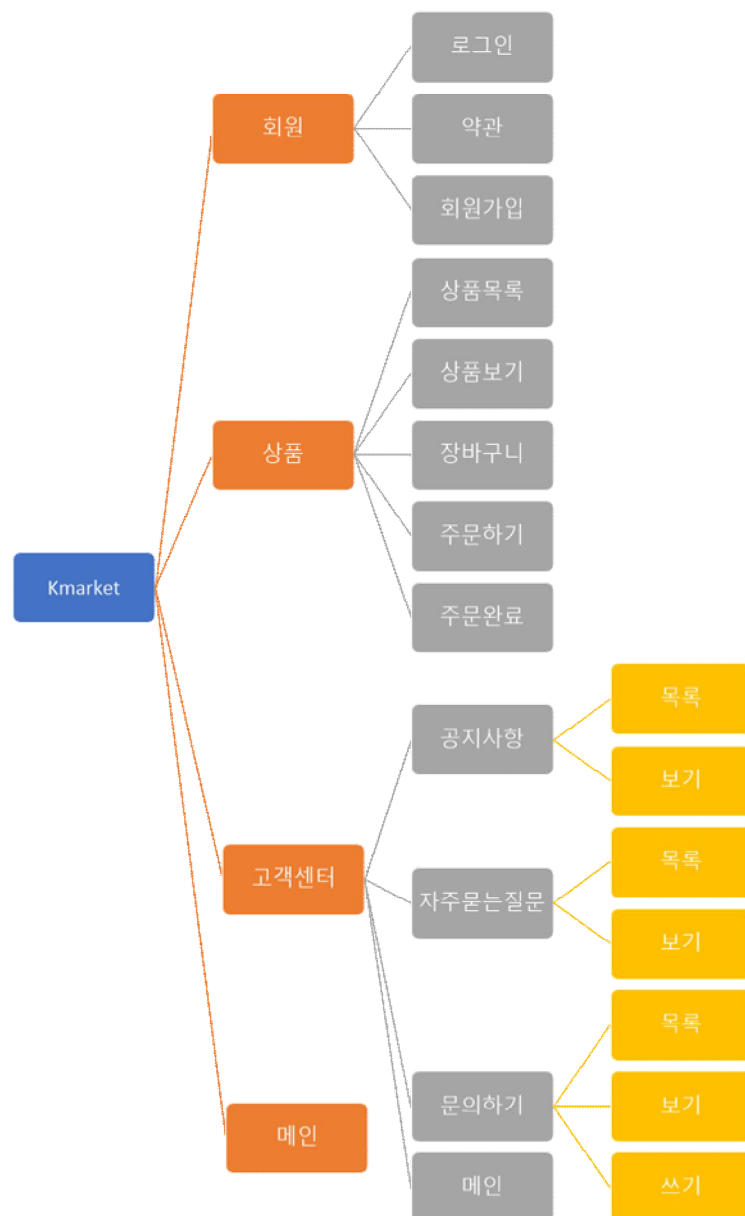 Kmarket
회원
로그인
약관
회원가입
상품
상품목록
상품보기
장바구니
주문하기
주문완료
고객센터
공지사항
목록
보기
자주묻는질문
목록
보기
문의하기
목록
보기
쓰기
메인
메인